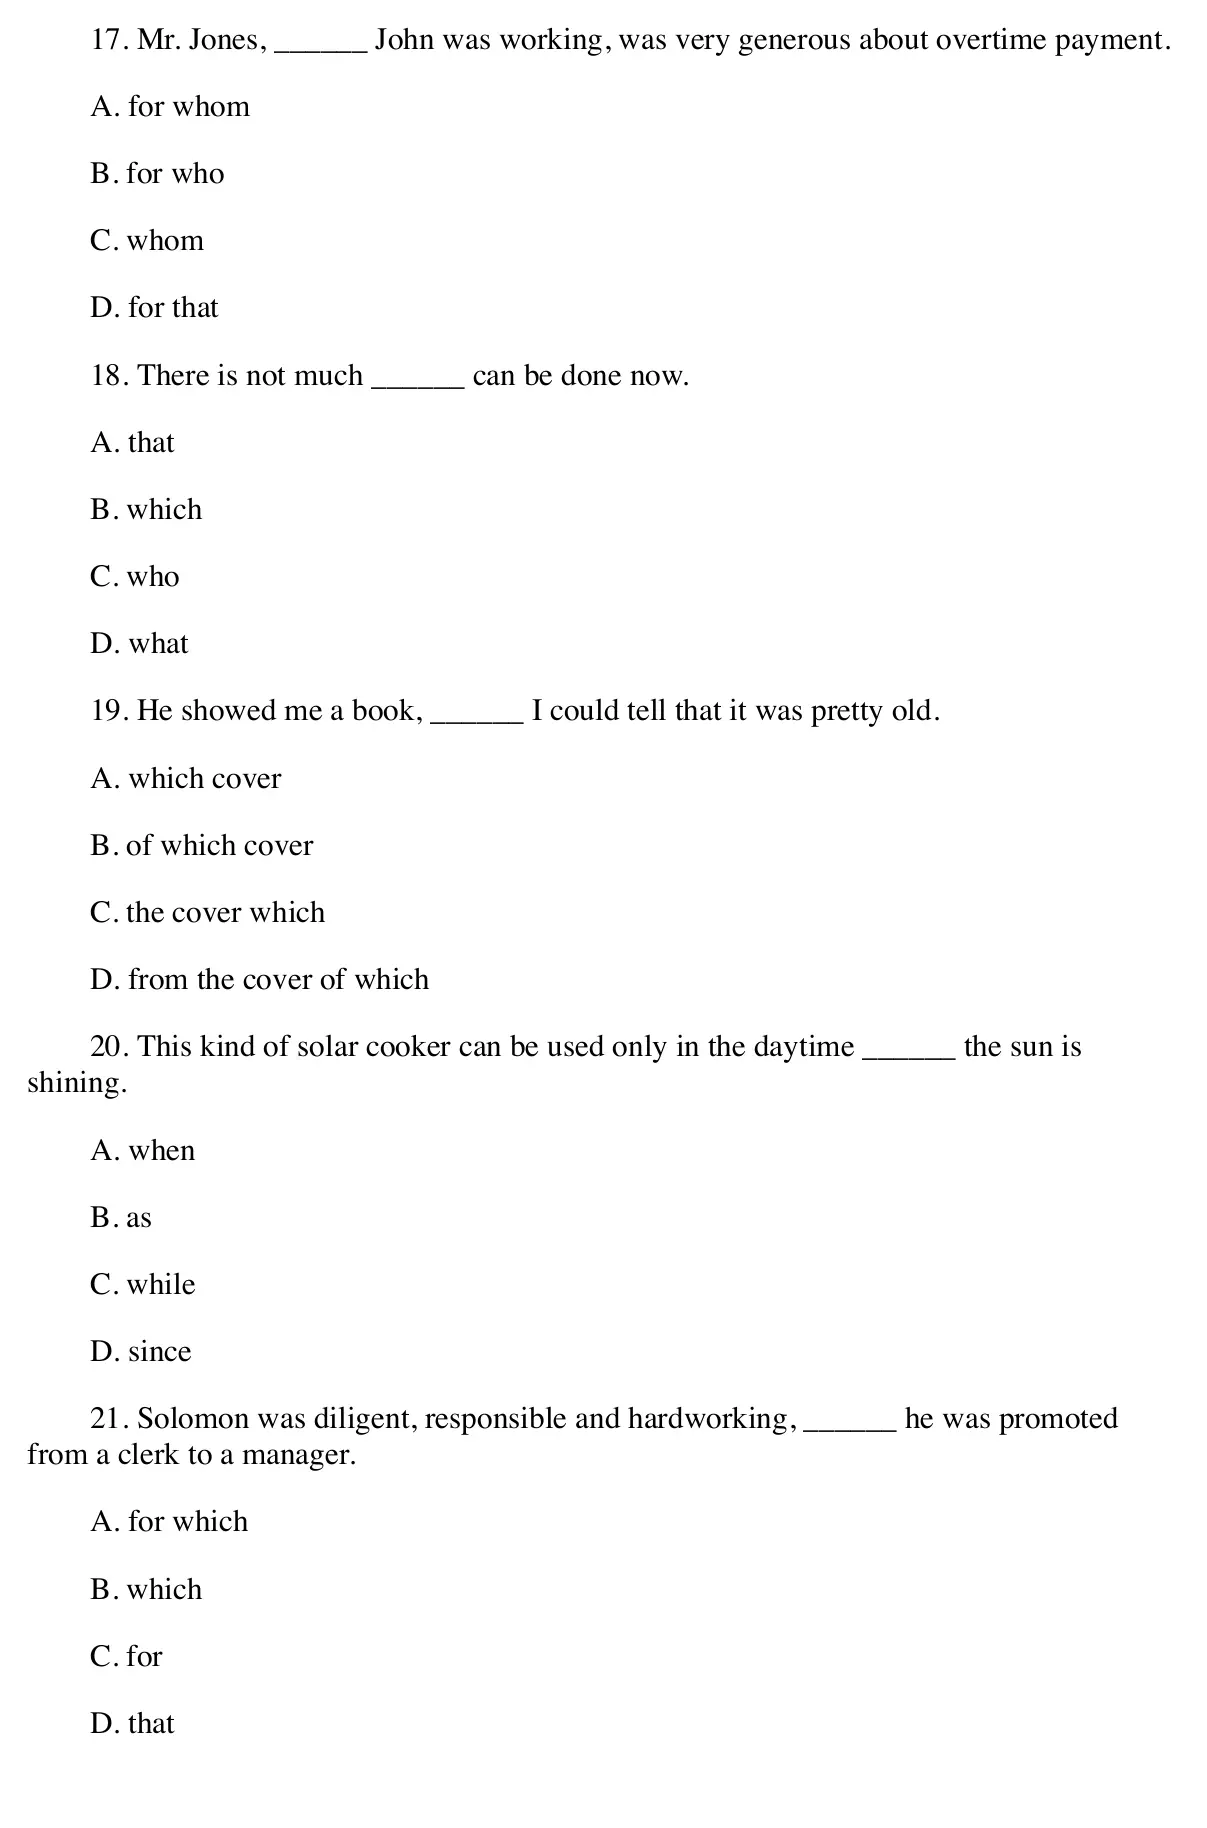 17. Mr. Jones, ______ John was working, was very generous about overtime payment.
A. for whom
B. for who
C. whom
D. for that
18. There is not much ______ can be done now.
A. that
B. which
C. who
D. what
19. He showed me a book, ______ I could tell that it was pretty old.
A. which cover
B. of which cover
C. the cover which
D. from the cover of which
20. This kind of solar cooker can be used only in the daytime ______ the sun is
shining.
A. when
B. as
C. while
D. since
21. Solomon was diligent, responsible and hardworking, ______ he was promoted
from a clerk to a manager.
A. for which
B. which
C. for
D. that